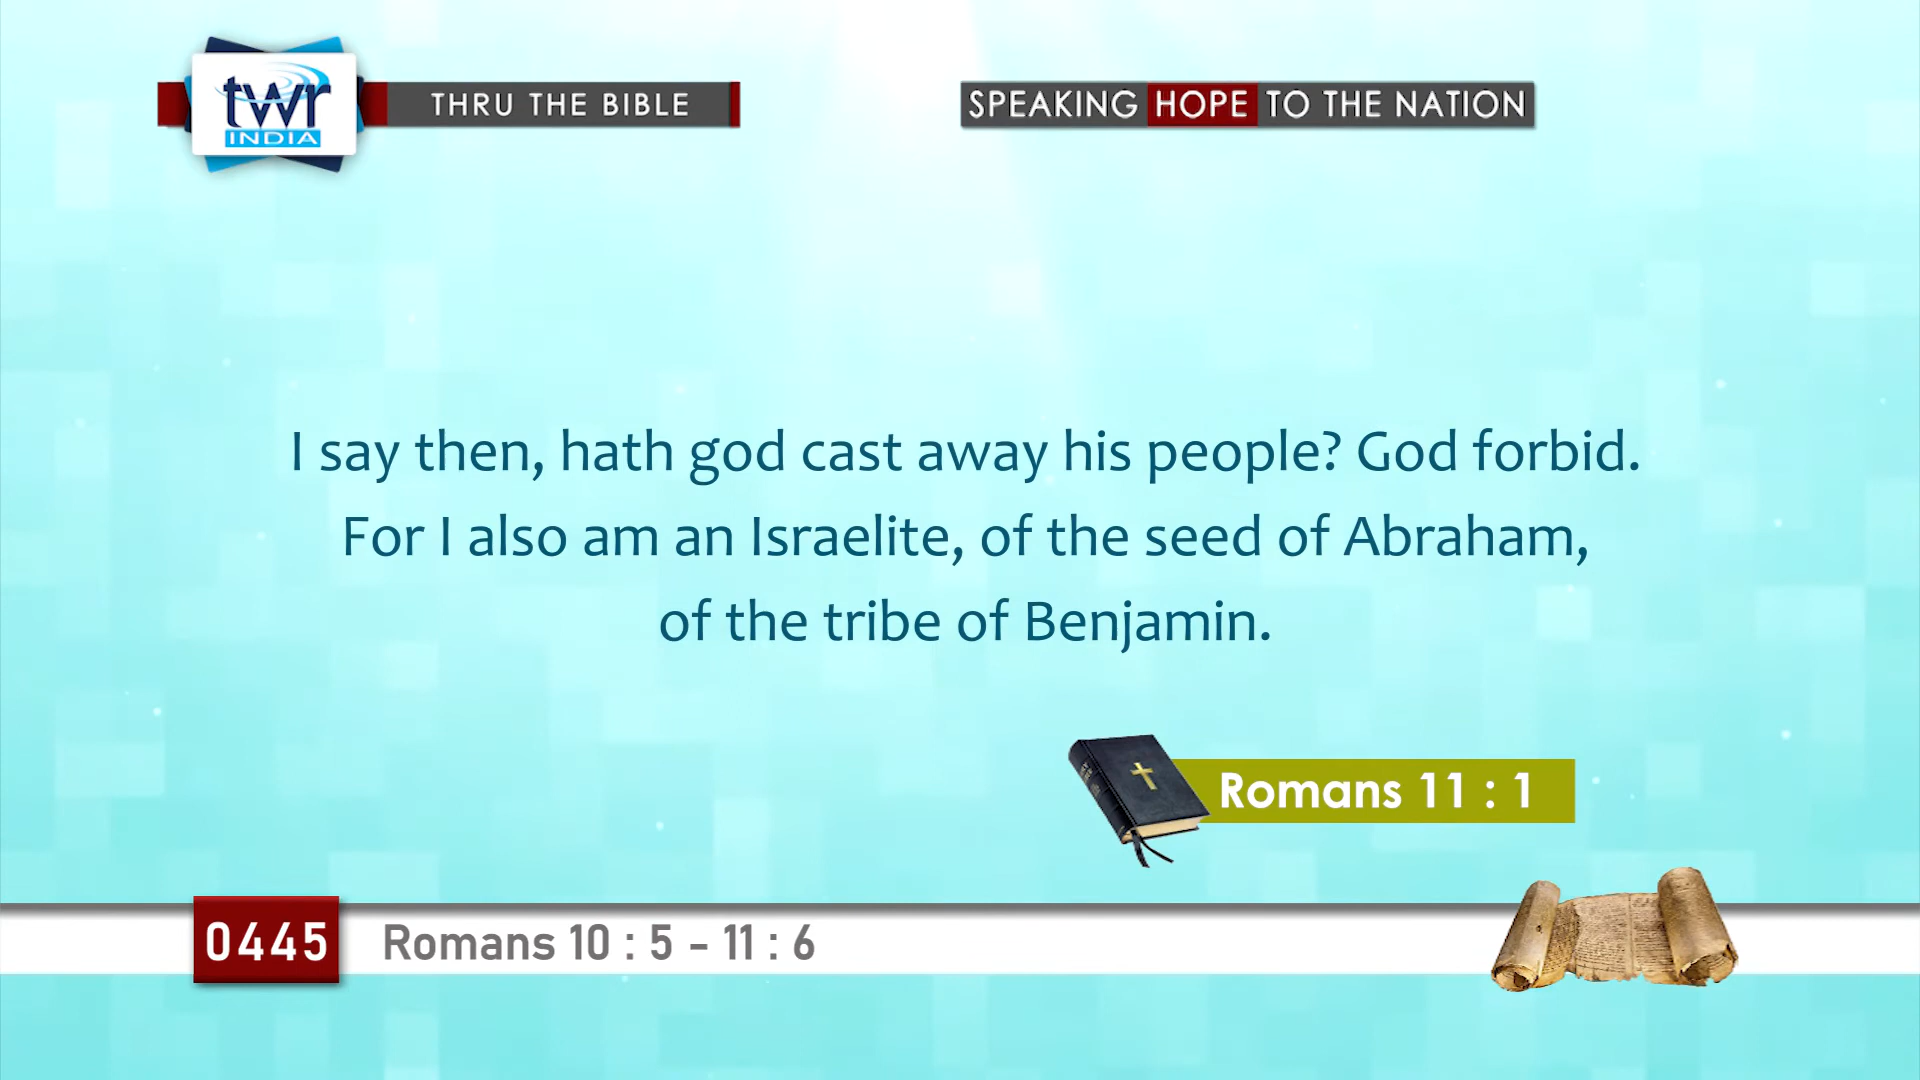 twr
INDIA
THRU THE BIBLE
SPEAKING HOPE TO THE NATION
I say then, hath god cast away his people? God forbid.
For I also am an Israelite, of the seed of Abraham,
of the tribe of Benjamin.
Romans 11 : 1
0445
Romans 10 : 5 - 11 : 6